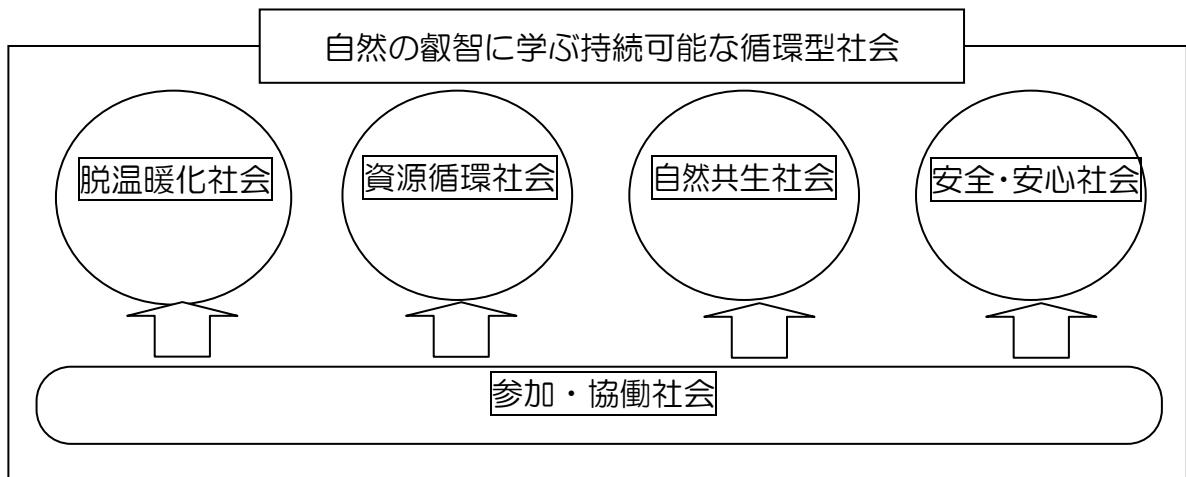 自然の叡智に学ぶ持続可能な循環型社会
脱温暖化社会
資源循環社会
自然共生社会
安全・安心社会
参加・協働社会